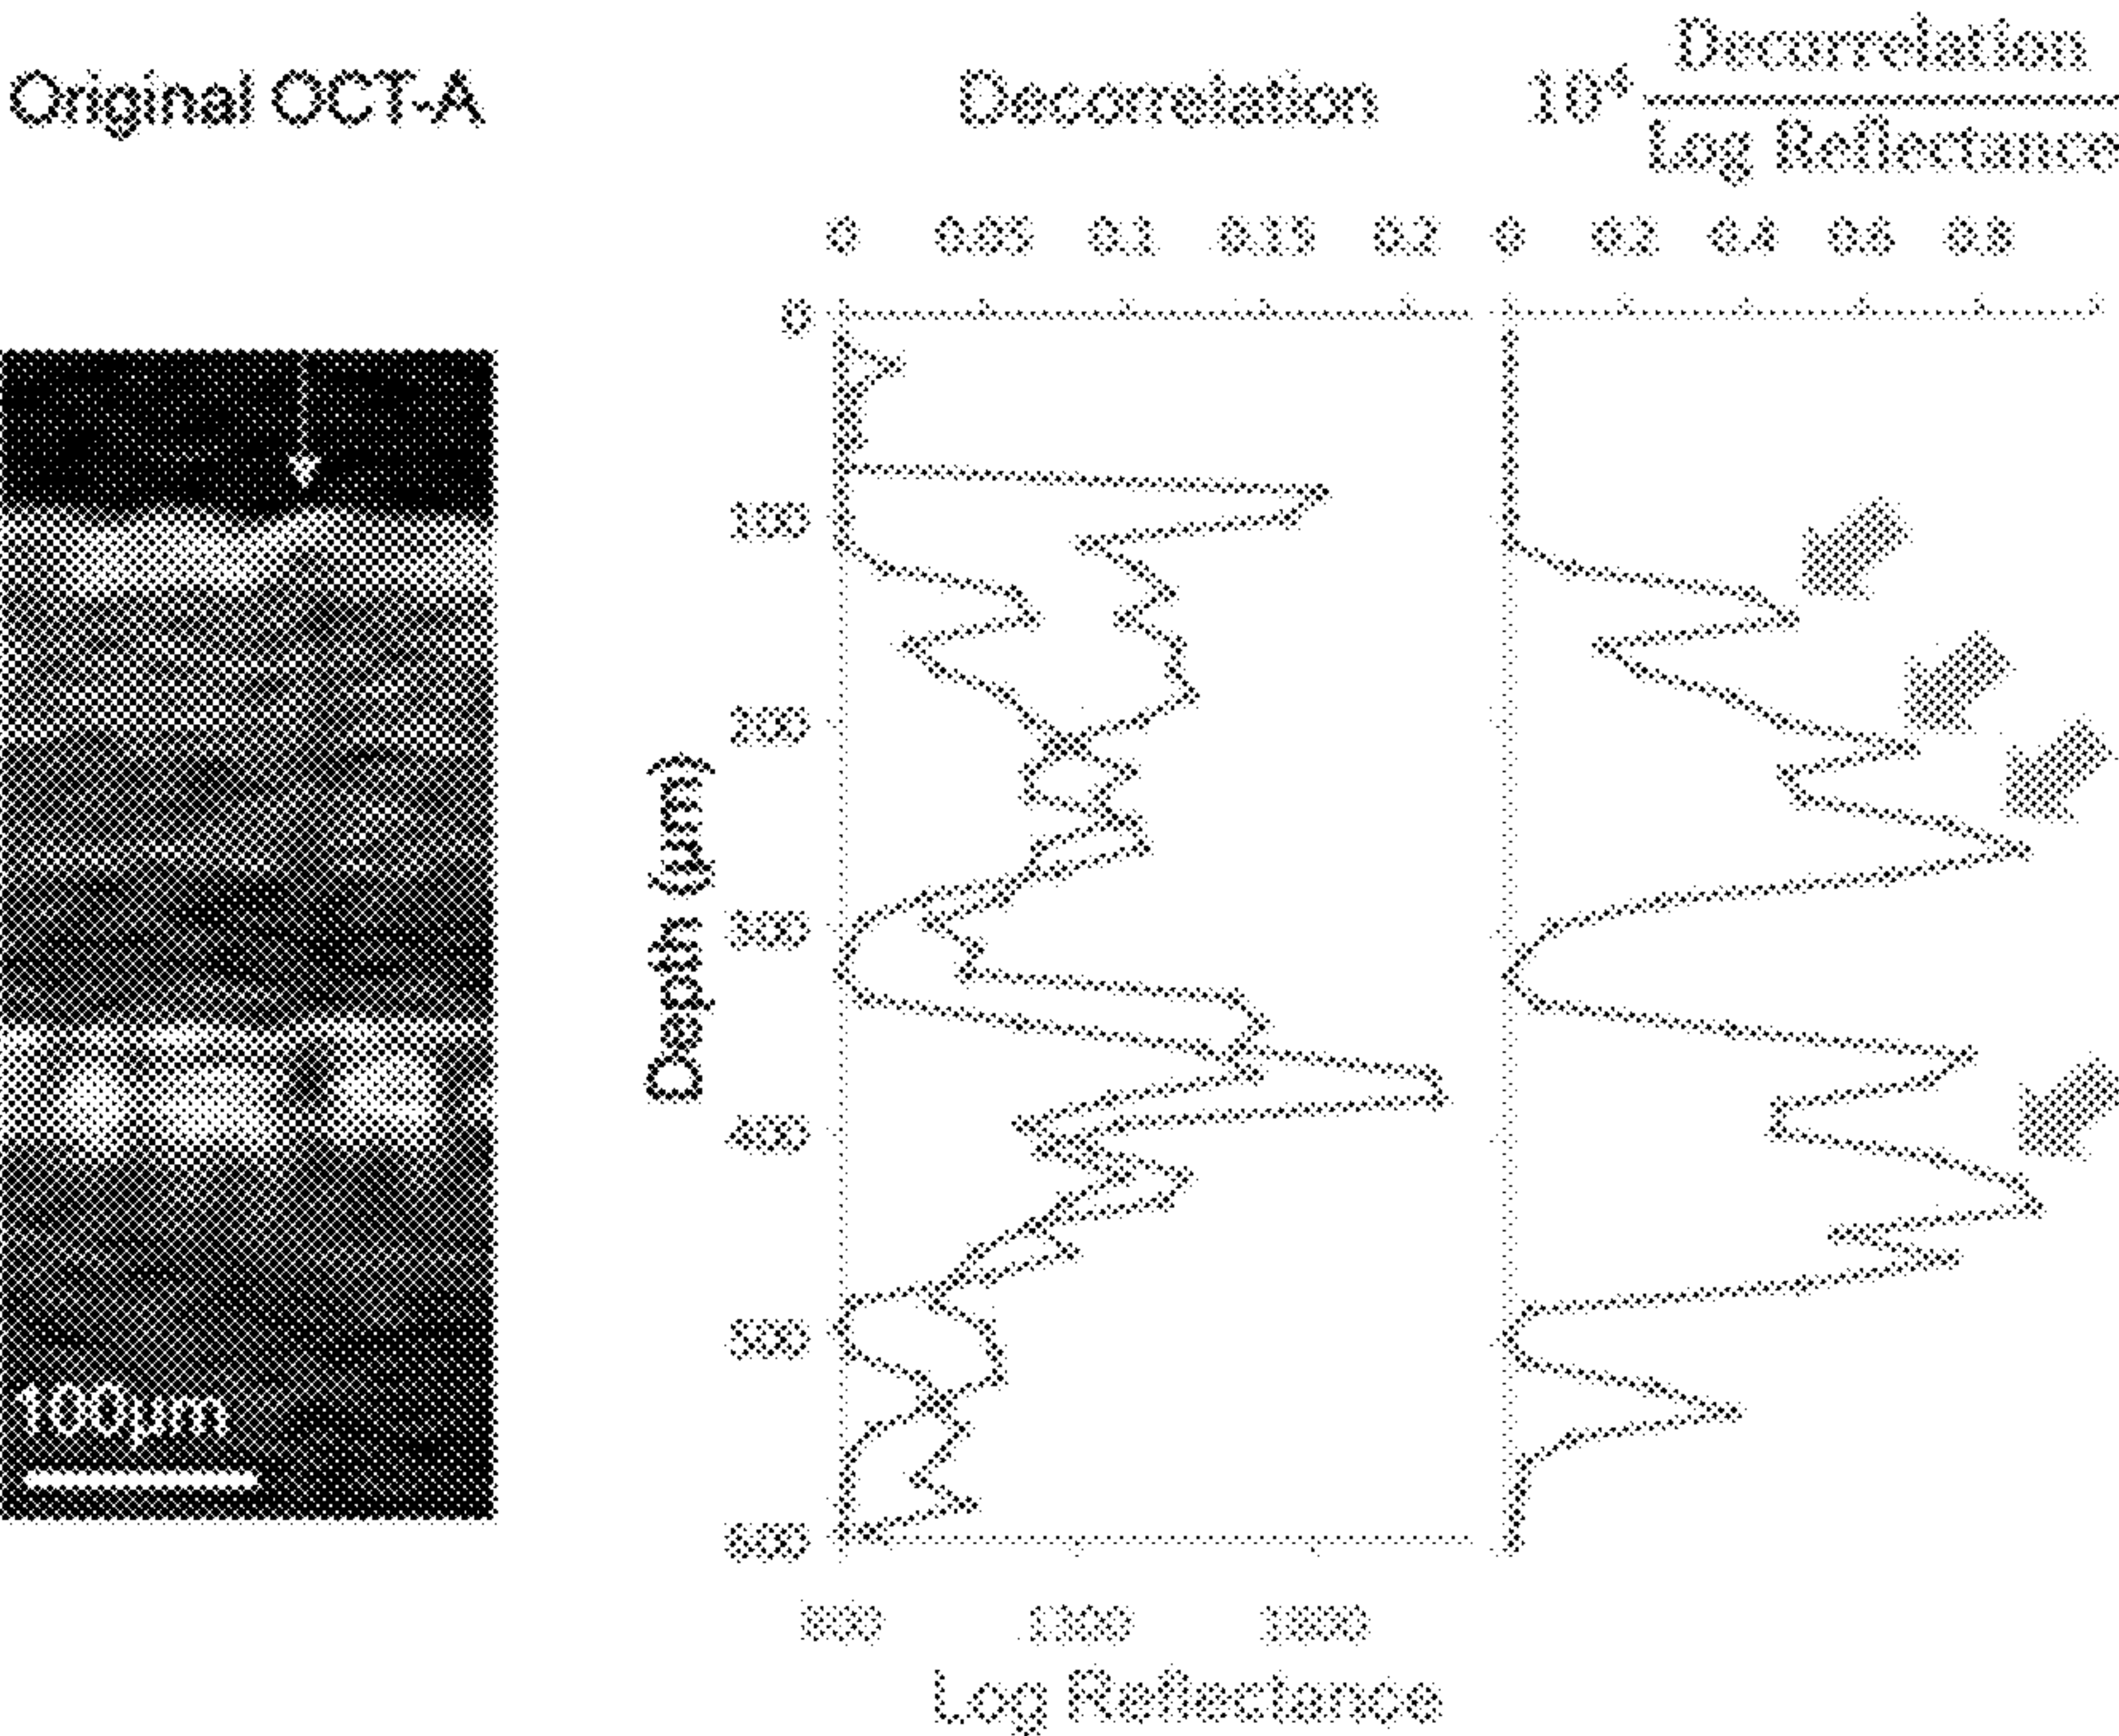 Original OCT-A
Decorrelation
10⁴ Decorrelation
Log Reflectance
0 0.05 0.1 0.15 0.2
0 0.2 0.4 0.6 0.8
0
100
200
300
400
500
600
Depth (µm)
100µm
Log Reflectance